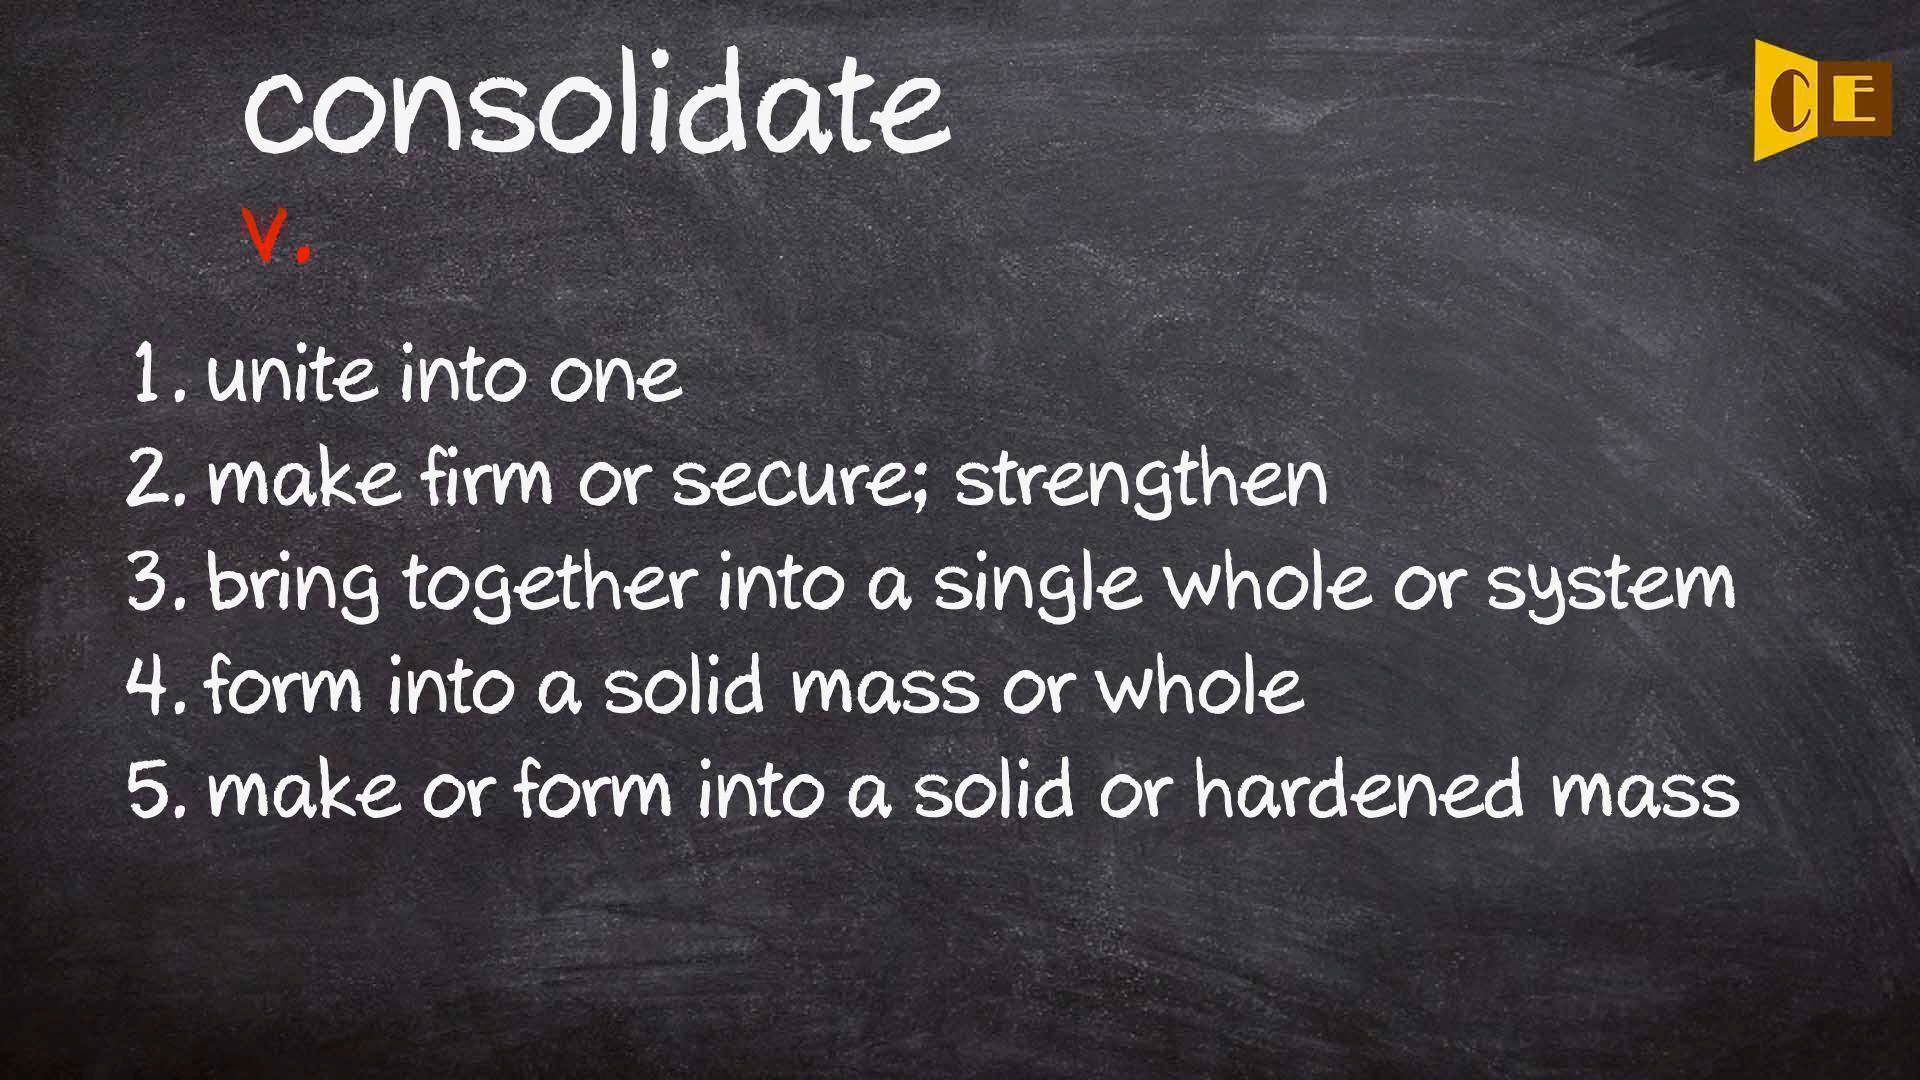 consolidate
CE
v.
1. unite into one
2. make firm or secure; strengthen
3. bring together into a single whole or system
4. form into a solid mass or whole
5. make or form into a solid or hardened mass